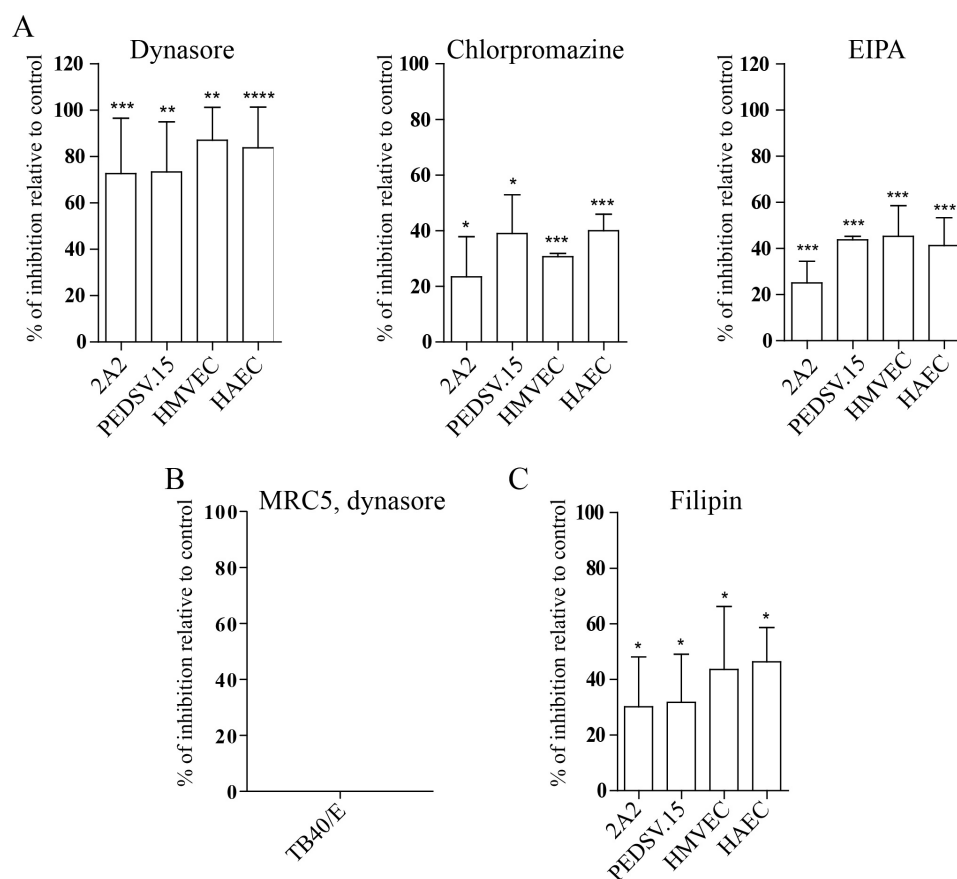 A
Dynasore
% of inhibition relative to control
120
100
80
60
40
20
0
***
**
**
****
2A2
PEDSV.15
HMVEC
HAEC
Chlorpromazine
% of inhibition relative to control
100
80
60
40
20
0
*
*
***
***
2A2
PEDSV.15
HMVEC
HAEC
EIPA
% of inhibition relative to control
120
100
80
60
40
20
0
***
***
***
***
2A2
PEDSV.15
HMVEC
HAEC
B
MRC5, dynasore
% of inhibition relative to control
100
80
60
40
20
0
TB40/E
C
Filipin
% of inhibition relative to control
100
80
60
40
20
0
*
*
*
*
2A2
PEDSV.15
HMVEC
HAEC